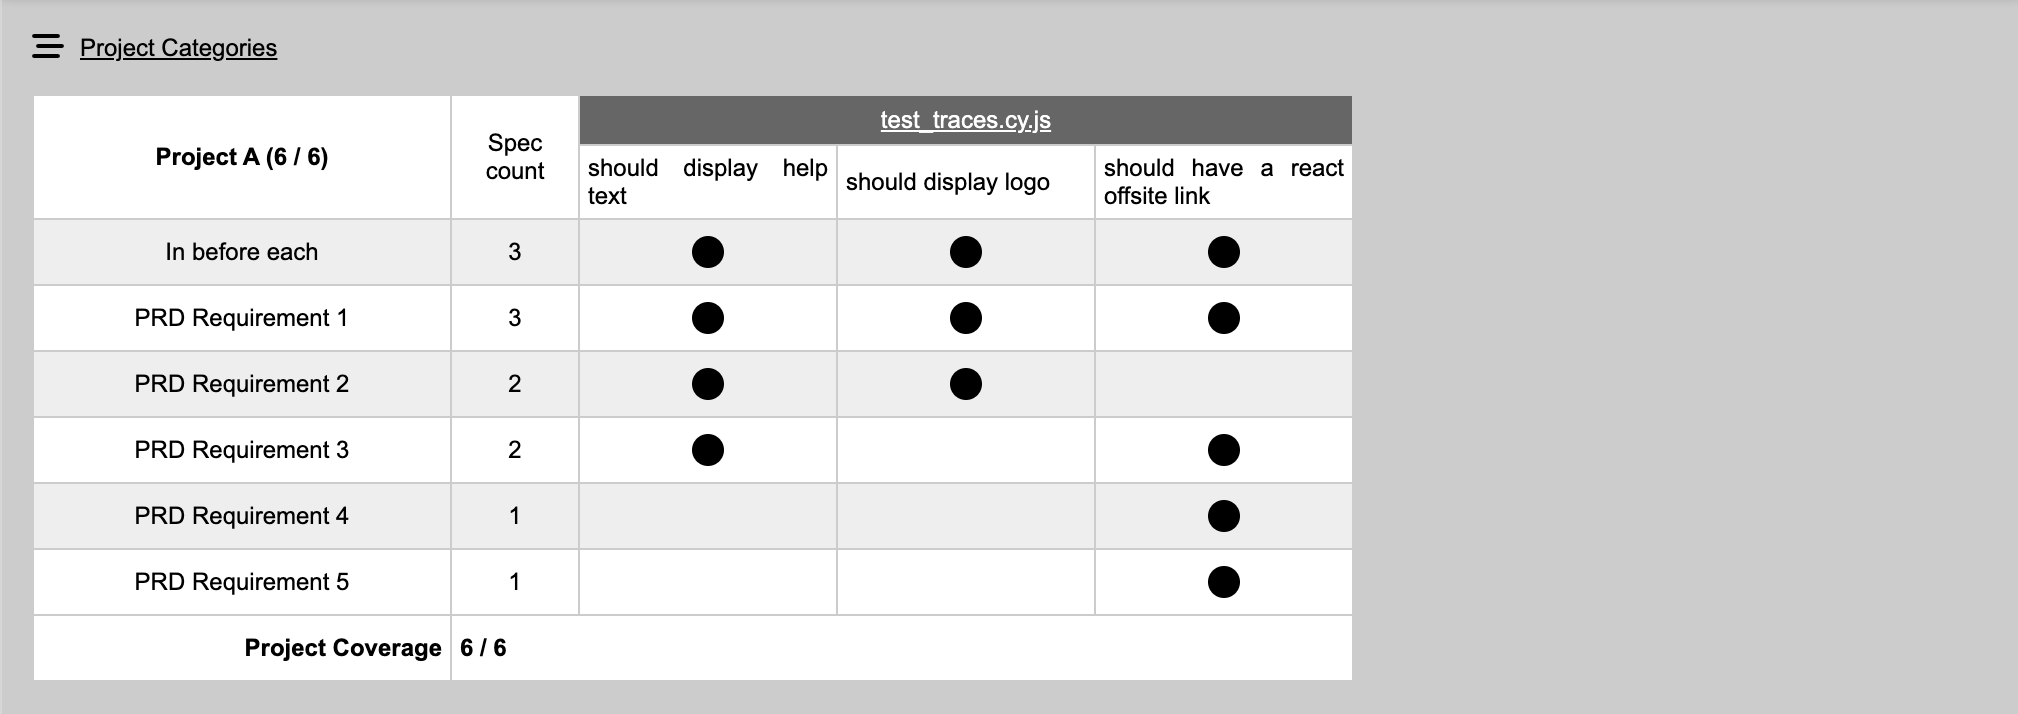 Project Categories
Project A (6 / 6)
Spec
count
test_traces.cy.js
should display help
text
should display logo
should have a react
offsite link
In before each 3
PRD Requirement 1 3
PRD Requirement 2 2
PRD Requirement 3 2
PRD Requirement 4 1
PRD Requirement 5 1
Project Coverage 6 / 6